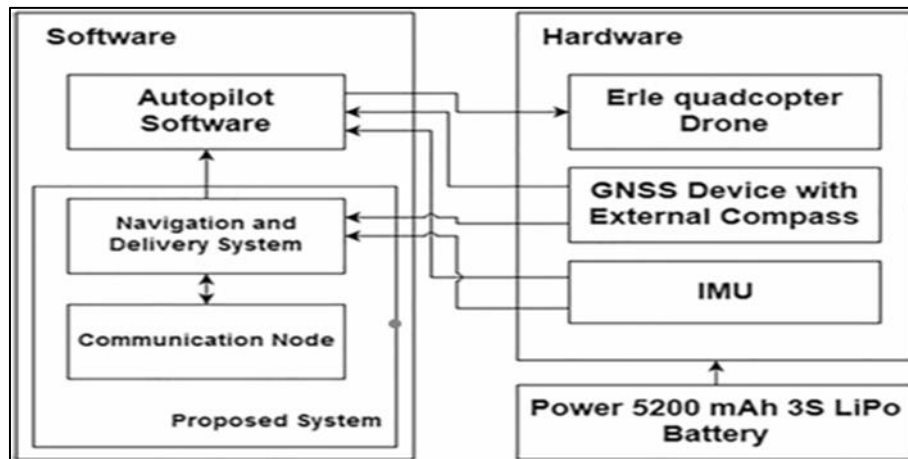 Software
Autopilot
Software
Navigation and
Delivery System
Communication Node
Proposed System
Hardware
Erle quadcopter
Drone
GNSS Device with
External Compass
IMU
Power 5200 mAh 3S LiPo
Battery